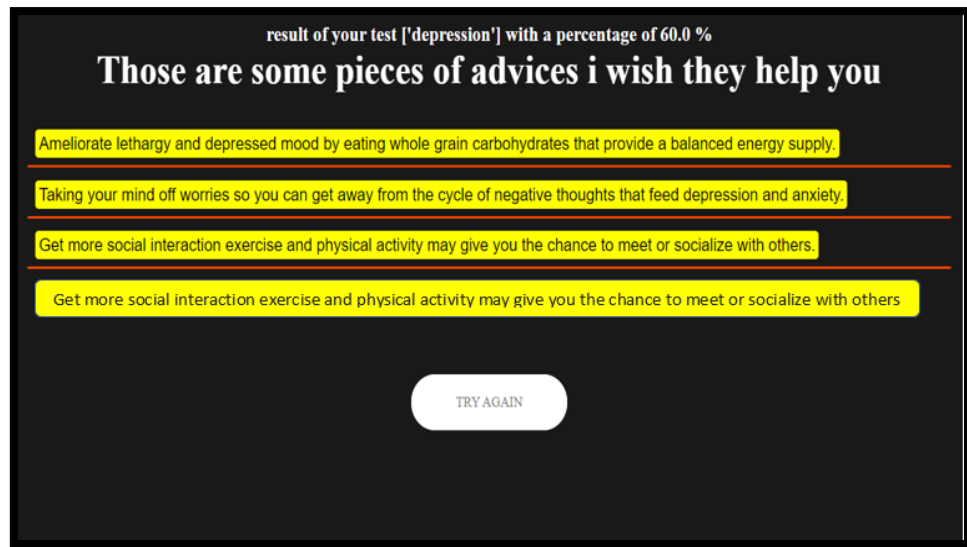 result of your test ['depression'] with a percentage of 60.0 %
Those are some pieces of advices i wish they help you
Ameliorate lethargy and depressed mood by eating whole grain carbohydrates that provide a balanced energy supply.
Taking your mind off worries so you can get away from the cycle of negative thoughts that feed depression and anxiety.
Get more social interaction exercise and physical activity may give you the chance to meet or socialize with others.
Get more social interaction exercise and physical activity may give you the chance to meet or socialize with others
TRY AGAIN